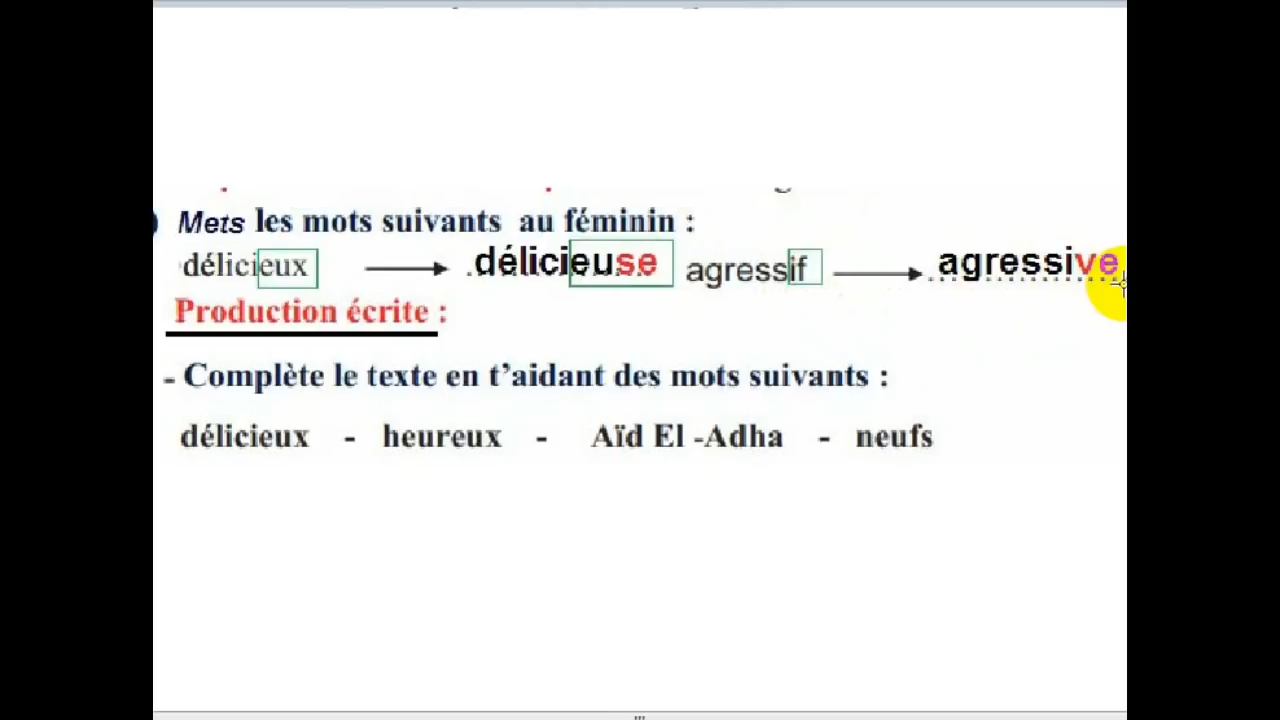 ) Mets les mots suivants au féminin :
délicieux délicieuse agressif agressive
Production écrite :
- Complète le texte en t’aidant des mots suivants :
délicieux - heureux - Aïd El -Adha - neufs